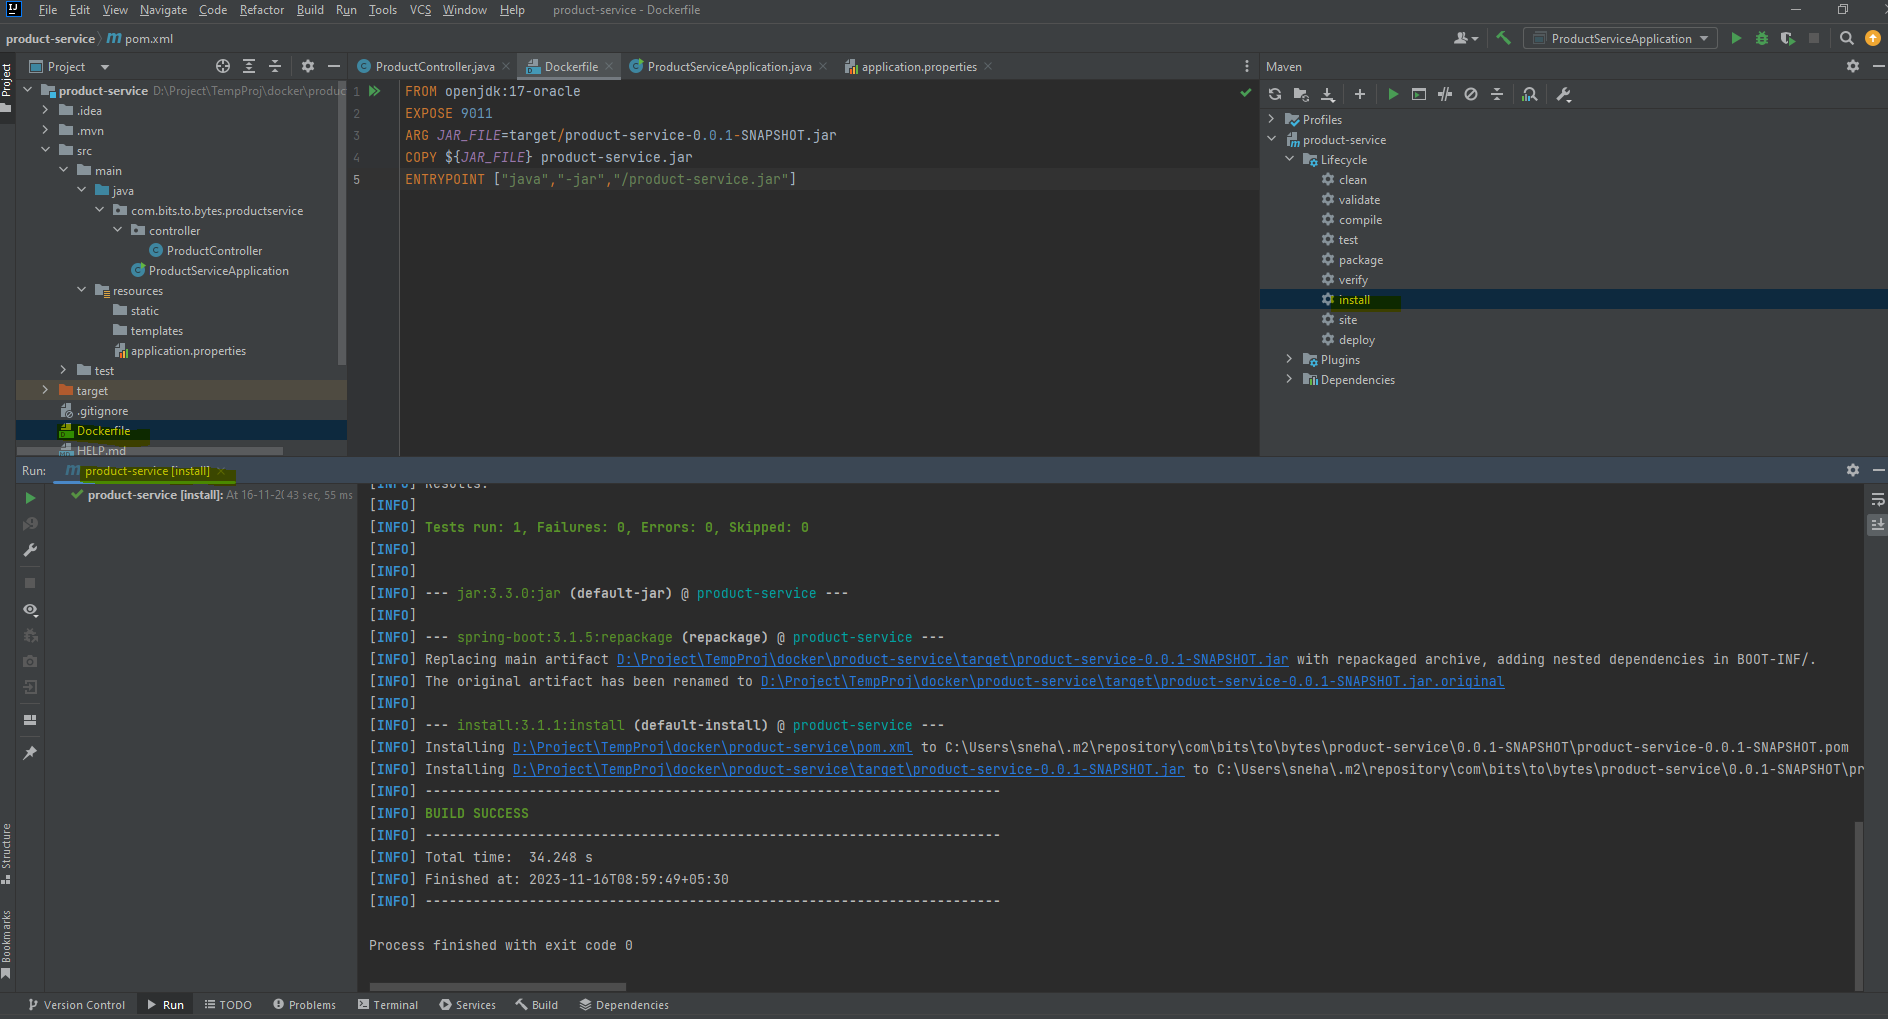 File Edit View Navigate Code Refactor Build Run Tools VCS Window Help product-service - Dockerfile
product-service pom.xml
ProductServiceApplication
Project
Project
ProductController.java Dockerfile ProductServiceApplication.java application.properties
Maven
product-service D:\Project\TempProj\docker\produc
.idea
.mvn
src
main
java
com.bits.to.bytes.productservice
controller
ProductController
ProductServiceApplication
resources
static
templates
application.properties
test
target
.gitignore
Dockerfile
HELP.md
1 FROM openjdk:17-oracle
2 EXPOSE 9011
3 ARG JAR_FILE=target/product-service-0.0.1-SNAPSHOT.jar
4 COPY ${JAR_FILE} product-service.jar
5 ENTRYPOINT ["java","-jar","/product-service.jar"]
Profiles
product-service
Lifecycle
clean
validate
compile
test
package
verify
install
site
deploy
Plugins
Dependencies
Run: product-service [install]
product-service [install]: At 16-11-2( 43 sec, 55 ms
[INFO] Results:
[INFO]
[INFO] Tests run: 1, Failures: 0, Errors: 0, Skipped: 0
[INFO]
[INFO]
[INFO] --- jar:3.3.0:jar (default-jar) @ product-service ---
[INFO]
[INFO] --- spring-boot:3.1.5:repackage (repackage) @ product-service ---
[INFO] Replacing main artifact D:\Project\TempProj\docker\product-service\target\product-service-0.0.1-SNAPSHOT.jar with repackaged archive, adding nested dependencies in BOOT-INF/.
[INFO] The original artifact has been renamed to D:\Project\TempProj\docker\product-service\target\product-service-0.0.1-SNAPSHOT.jar.original
[INFO]
[INFO] --- install:3.1.1:install (default-install) @ product-service ---
[INFO] Installing D:\Project\TempProj\docker\product-service\pom.xml to C:\Users\sneha\.m2\repository\com\bits\to\bytes\product-service\0.0.1-SNAPSHOT\product-service-0.0.1-SNAPSHOT.pom
[INFO] Installing D:\Project\TempProj\docker\product-service\target\product-service-0.0.1-SNAPSHOT.jar to C:\Users\sneha\.m2\repository\com\bits\to\bytes\product-service\0.0.1-SNAPSHOT\pr
[INFO] ------------------------------------------------------------------------
[INFO] BUILD SUCCESS
[INFO] ------------------------------------------------------------------------
[INFO] Total time:  34.248 s
[INFO] Finished at: 2023-11-16T08:59:49+05:30
[INFO] ------------------------------------------------------------------------
Process finished with exit code 0
Structure
Bookmarks
Version Control Run TODO Problems Terminal Services Build Dependencies